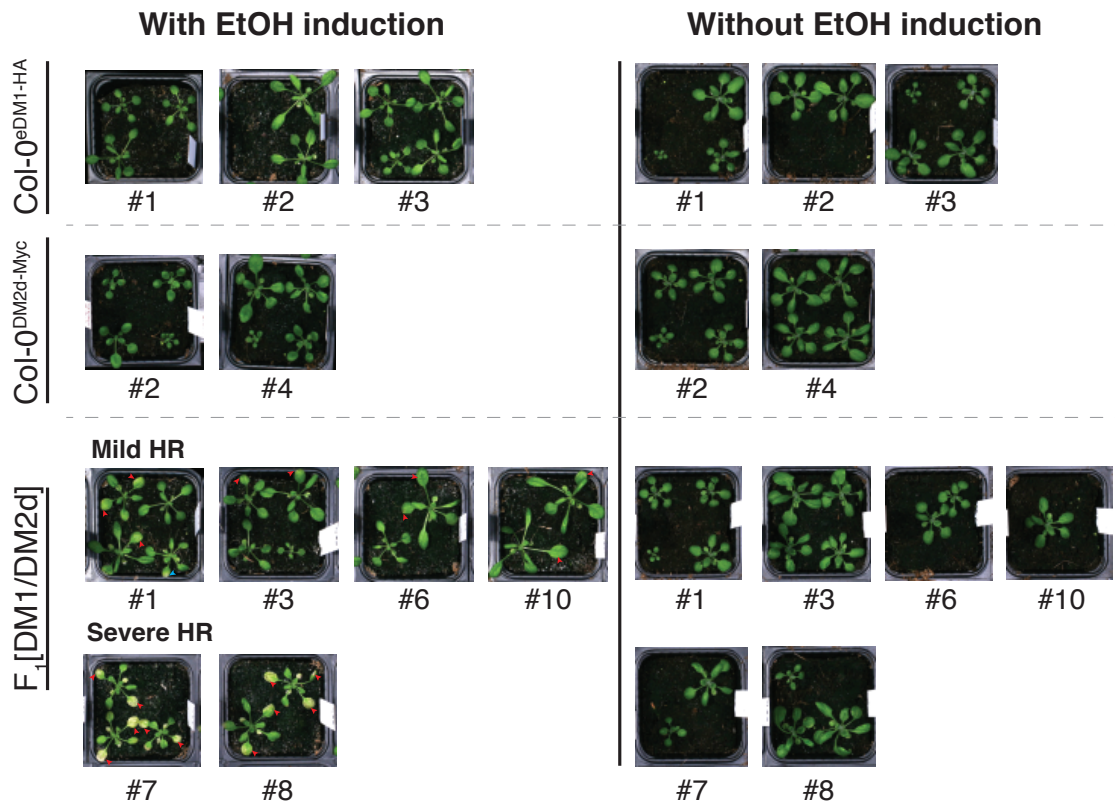 With EtOH induction
Without EtOH induction
Col-0eDM1-HA
#1 #2 #3
#1 #2 #3
Col-0DM2d-Myc
#2 #4
#2 #4
F1[DM1/DM2d]
Mild HR
#1 #3 #6 #10
#1 #3 #6 #10
Severe HR
#7 #8
#7 #8